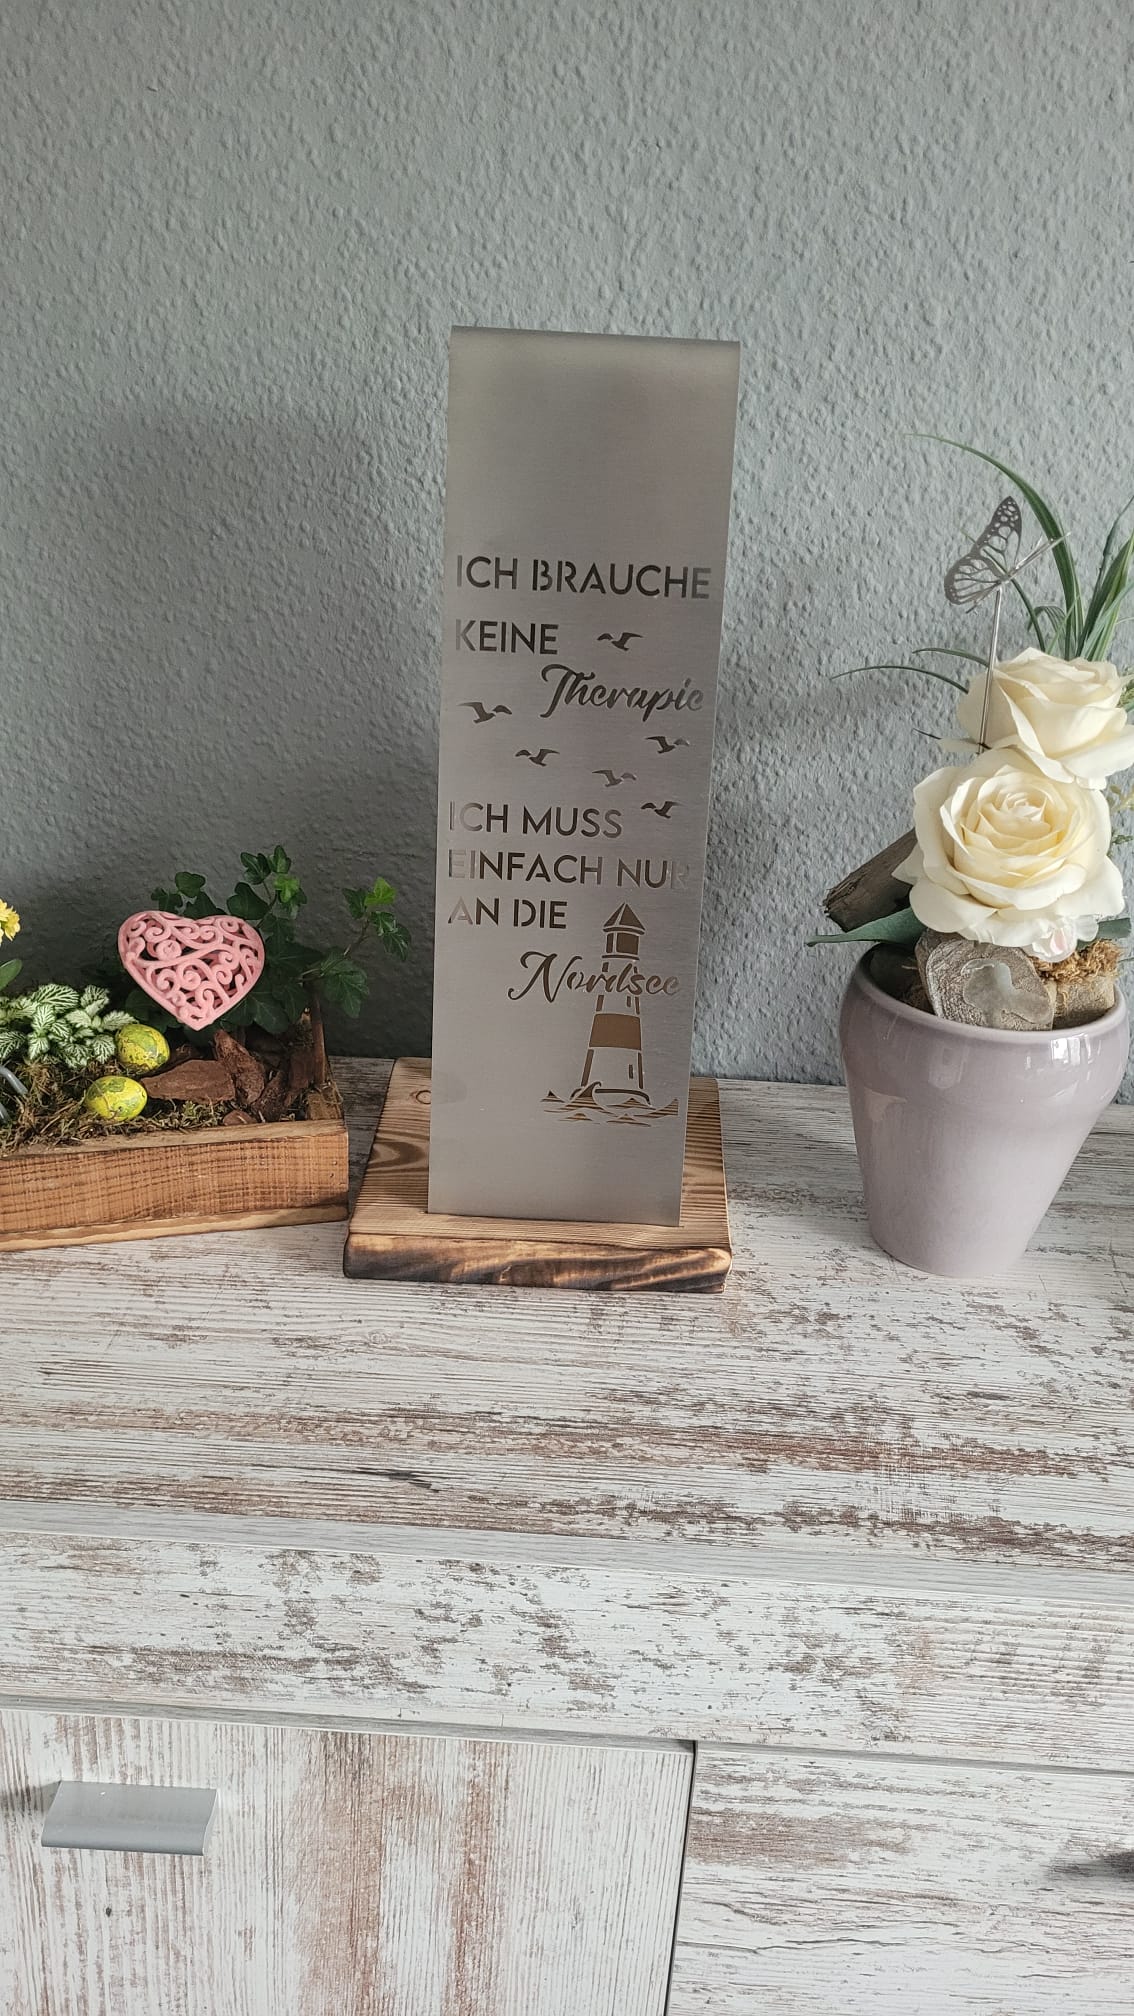 ICH BRAUCHE
KEINE
Therapie
ICH MUSS
EINFACH NUR
AN DIE
Nordsee